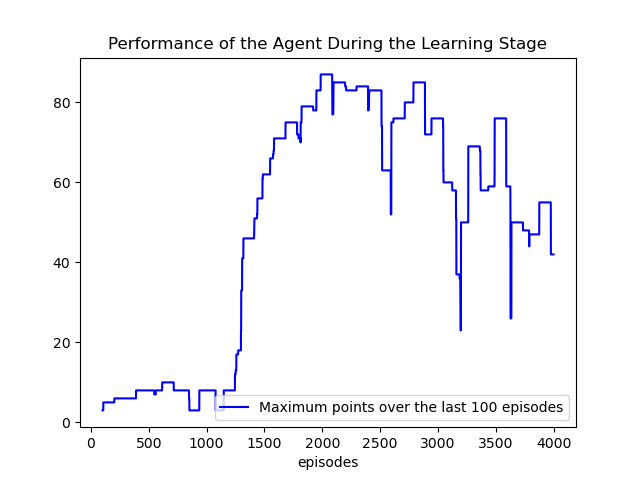 Performance of the Agent During the Learning Stage
80
60
40
20
0
Maximum points over the last 100 episodes
0 500 1000 1500 2000 2500 3000 3500 4000
episodes